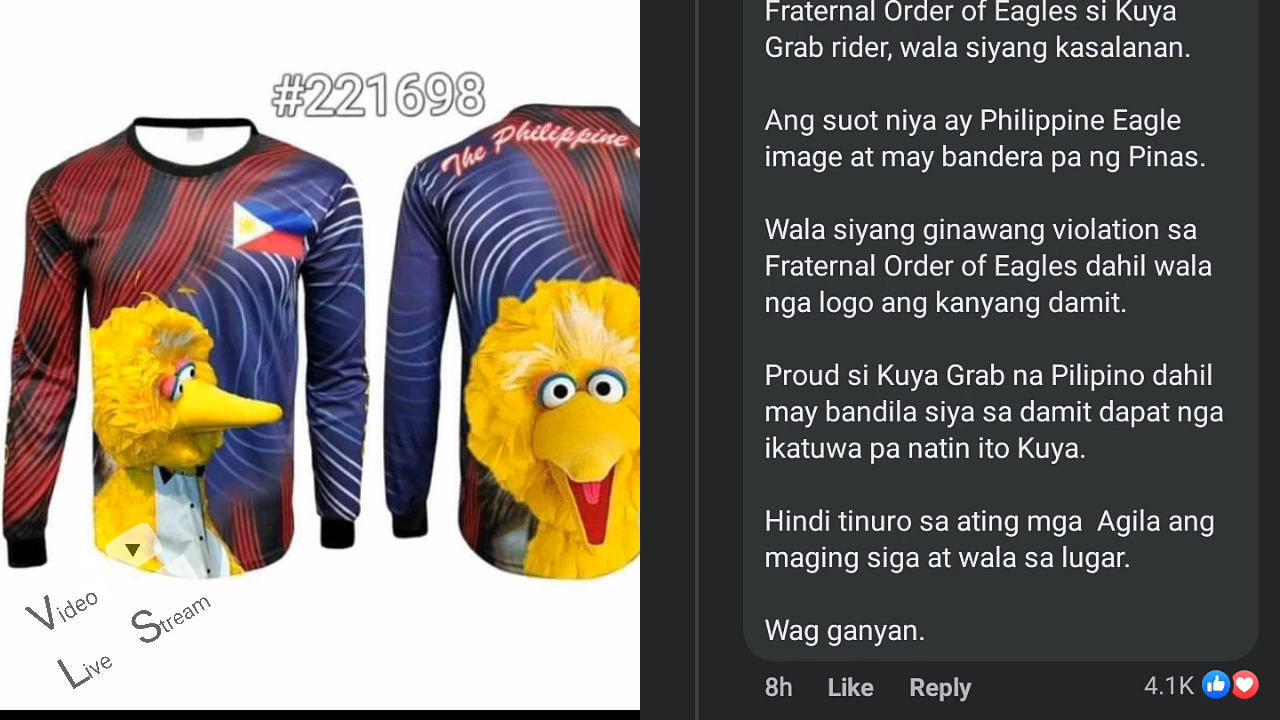 #221698
The Philippine
Video
Live Stream
Fraternal Order of Eagles si Kuya
Grab rider, wala siyang kasalanan.
Ang suot niya ay Philippine Eagle
image at may bandera pa ng Pinas.
Wala siyang ginawang violation sa
Fraternal Order of Eagles dahil wala
nga logo ang kanyang damit.
Proud si Kuya Grab na Pilipino dahil
may bandila siya sa damit dapat nga
ikatuwa pa natin ito Kuya.
Hindi tinuro sa ating mga  Agila ang
maging siga at wala sa lugar.
Wag ganyan.
8h Like Reply 4.1K